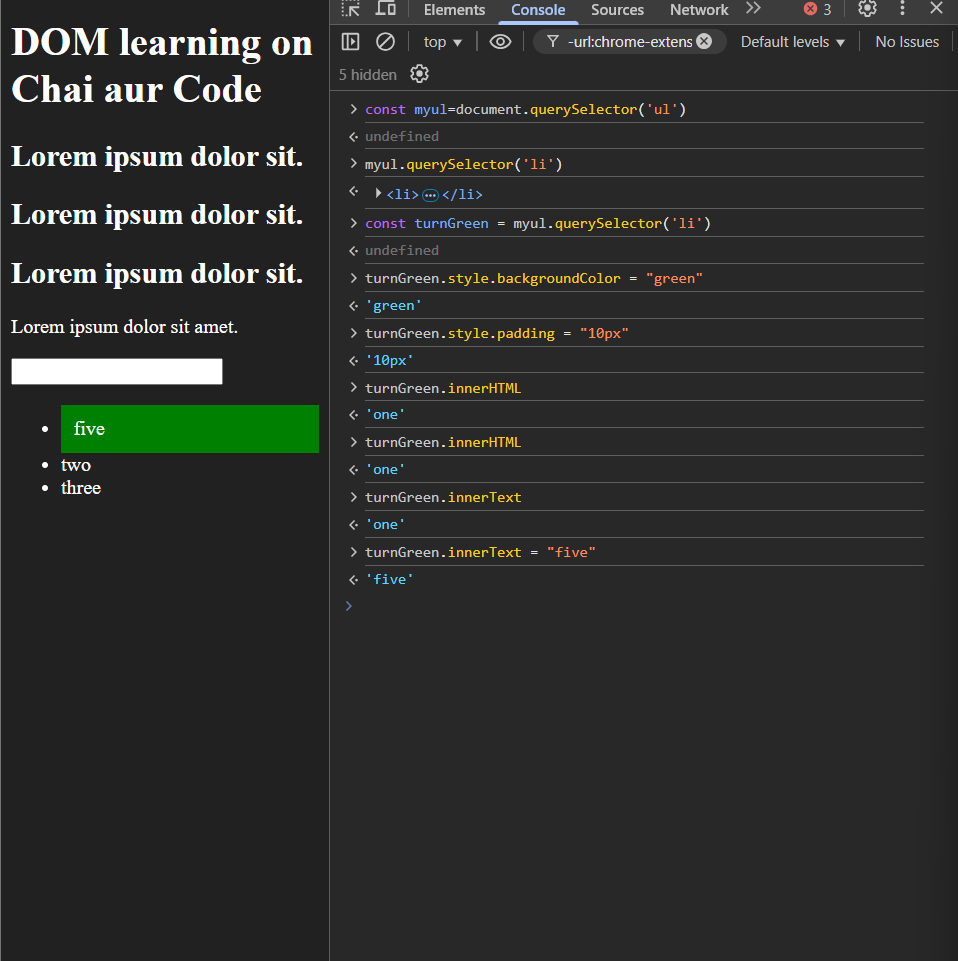 DOM learning on
Chai aur Code
Lorem ipsum dolor sit.
Lorem ipsum dolor sit.
Lorem ipsum dolor sit.
Lorem ipsum dolor sit amet.
five
two
three
Elements Console Sources Network 3
top -url:chrome-extens Default levels No Issues
5 hidden
const myul=document.querySelector('ul')
undefined
myul.querySelector('li')
<li>…</li>
const turnGreen = myul.querySelector('li')
undefined
turnGreen.style.backgroundColor = "green"
'green'
turnGreen.style.padding = "10px"
'10px'
turnGreen.innerHTML
'one'
turnGreen.innerHTML
'one'
turnGreen.innerText
'one'
turnGreen.innerText = "five"
'five'